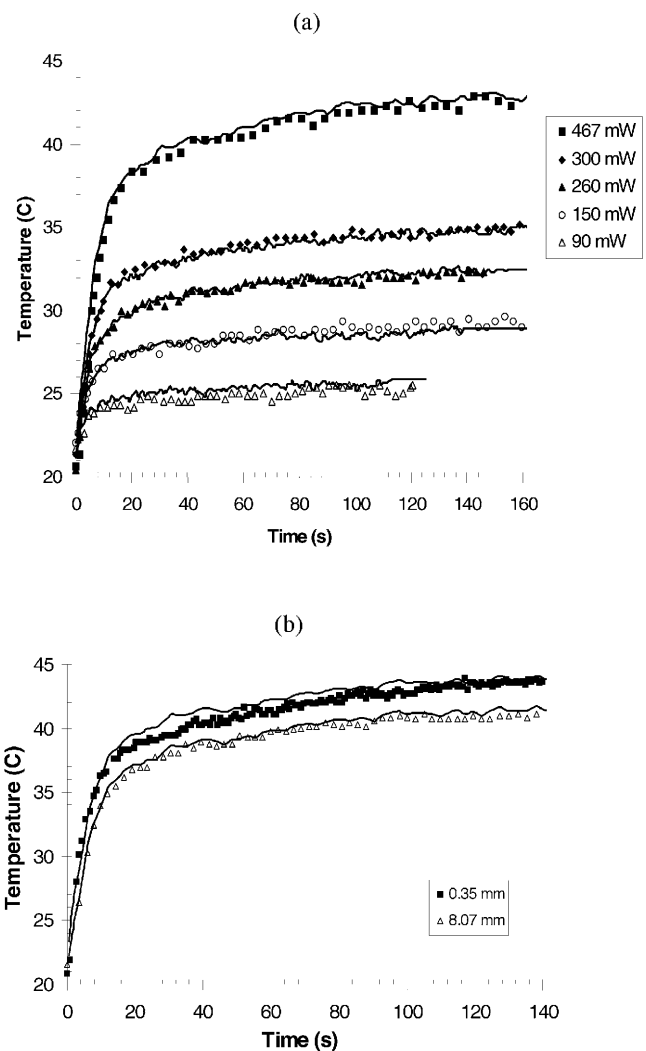 (a)
45
40
35
30
25
20
Temperature (C)
0 20 40 60 80 100 120 140 160
Time (s)
467 mW
300 mW
260 mW
150 mW
90 mW
(b)
45
40
35
30
25
20
Temperature (C)
0 20 40 60 80 100 120 140
Time (s)
0.35 mm
8.07 mm